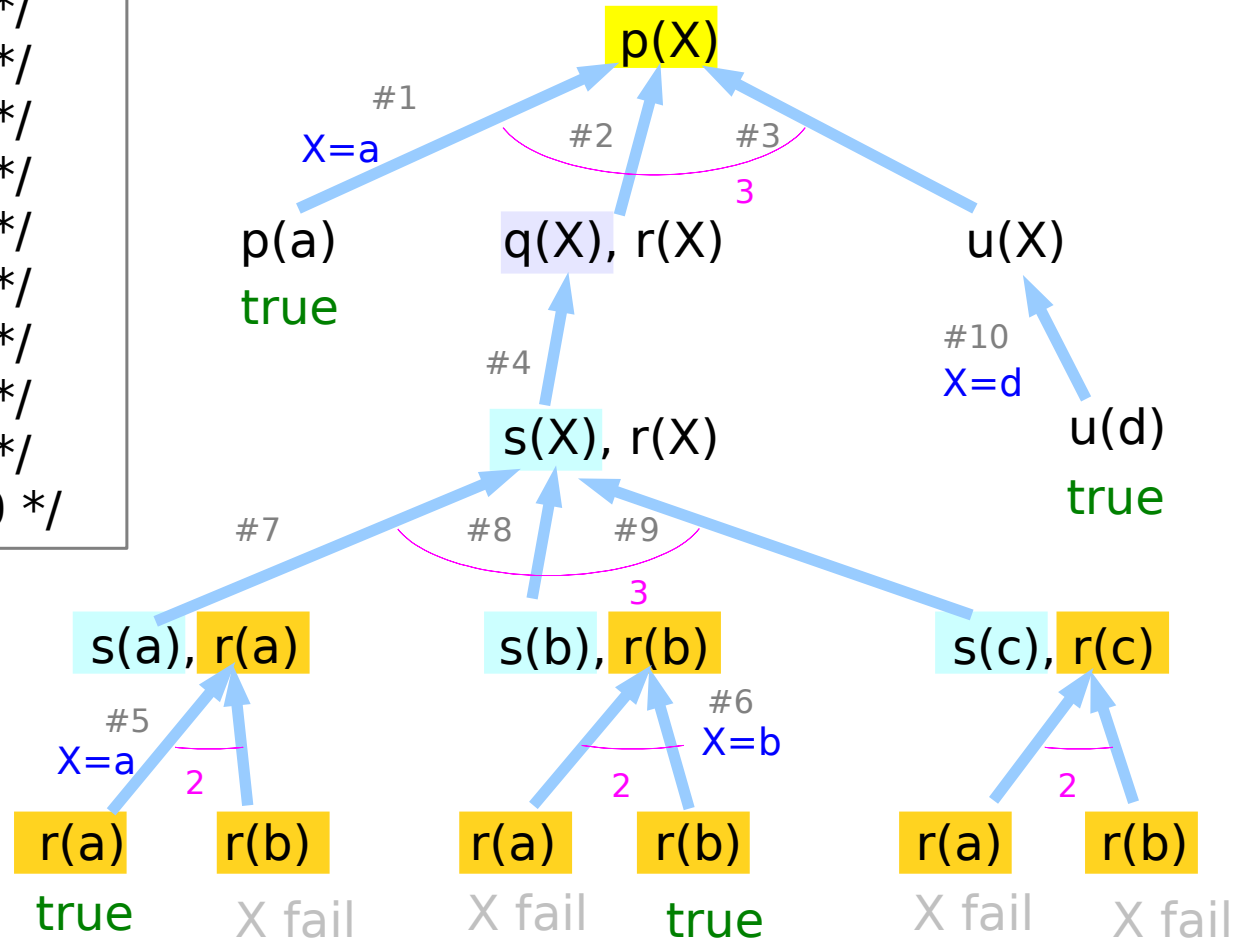 */
*/
*/
*/
*/
*/
*/
*/
*/
*/
p(X)
#1
#2
#3
X=a
3
p(a)
q(X), r(X)
u(X)
true
#4
#10
X=d
s(X), r(X)
u(d)
true
#7
#8
#9
3
s(a), r(a)
s(b), r(b)
s(c), r(c)
#5
#6
X=a
X=b
2
2
2
r(a)
r(b)
r(a)
r(b)
r(a)
r(b)
true
X fail
X fail
true
X fail
X fail